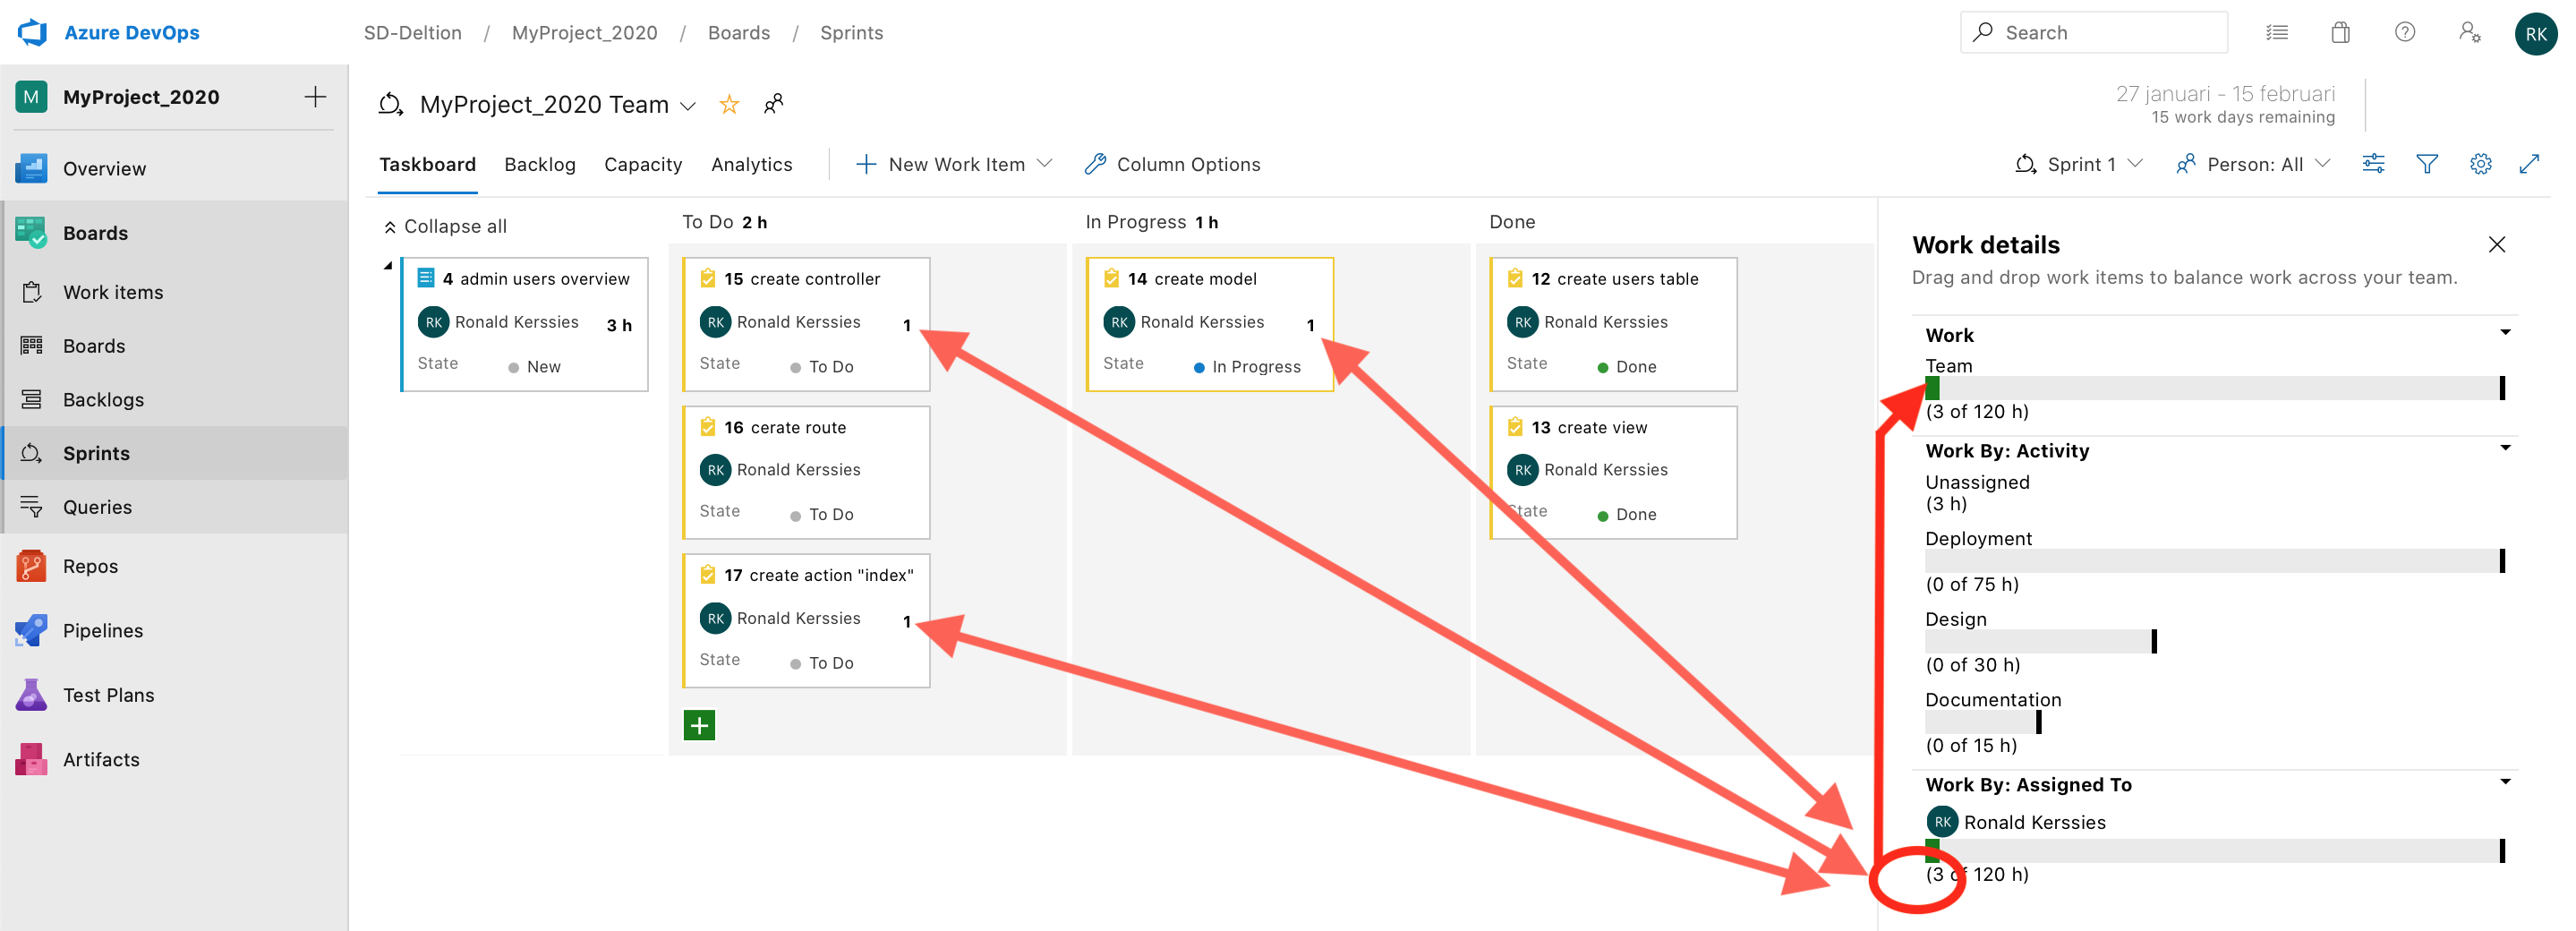 Azure DevOps
SD-Deltion / MyProject_2020 / Boards / Sprints
Search
RK
M MyProject_2020
Overview
Boards
Work items
Boards
Backlogs
Sprints
Queries
Repos
Pipelines
Test Plans
Artifacts
MyProject_2020 Team
27 januari - 15 februari
15 work days remaining
Taskboard Backlog Capacity Analytics New Work Item Column Options
Sprint 1 Person: All
Collapse all
To Do 2 h
In Progress 1 h
Done
4 admin users overview
RK Ronald Kerssies 3 h
State New
15 create controller
RK Ronald Kerssies 1
State To Do
16 cerate route
RK Ronald Kerssies
State To Do
17 create action "index"
RK Ronald Kerssies 1
State To Do
14 create model
RK Ronald Kerssies 1
State In Progress
12 create users table
RK Ronald Kerssies
State Done
13 create view
RK Ronald Kerssies
State Done
Work details
Drag and drop work items to balance work across your team.
Work
Team
(3 of 120 h)
Work By: Activity
Unassigned
(3 h)
Deployment
(0 of 75 h)
Design
(0 of 30 h)
Documentation
(0 of 15 h)
Work By: Assigned To
RK Ronald Kerssies
(3 of 120 h)